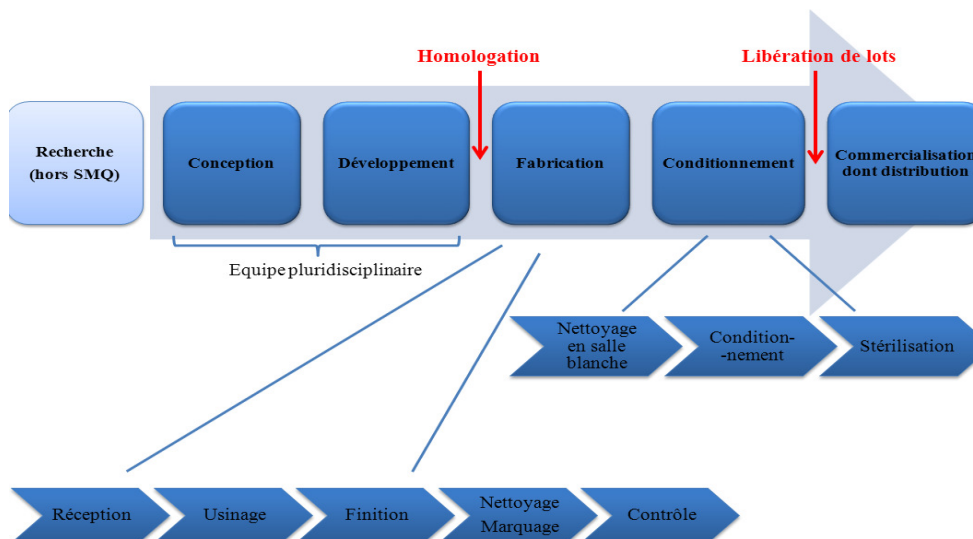 Homologation
Libération de lots
Recherche
(hors SMQ)
Conception
Développement
Fabrication
Conditionnement
Commercialisation
dont distribution
Equipe pluridisciplinaire
Nettoyage
en salle
blanche
Condition-
-nement
Stérilisation
Réception
Usinage
Finition
Nettoyage
Marquage
Contrôle